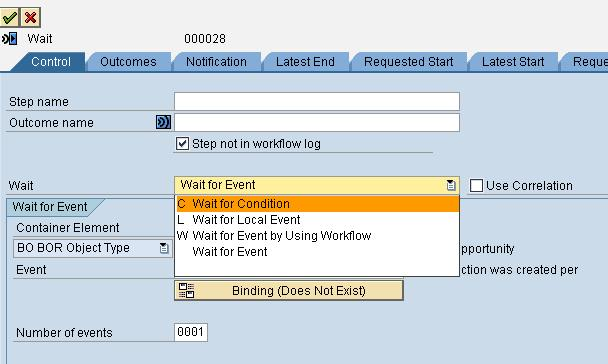 Wait 000028
Control Outcomes Notification Latest End Requested Start Latest Start Reque
Step name
Outcome name
Step not in workflow log
Wait Wait for Event Use Correlation
Wait for Event
C Wait for Condition
Container Element
L Wait for Local Event
W Wait for Event by Using Workflow
BO BOR Object Type
Wait for Event
pportunity
Event
ction was created per
Binding (Does Not Exist)
Number of events 0001